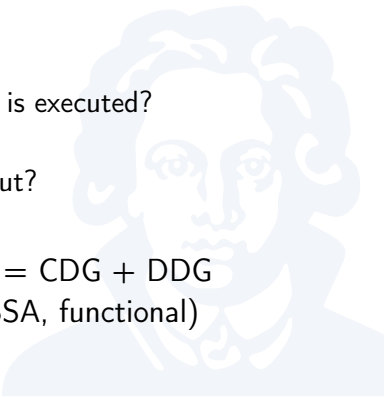 is executed?
ut?
= CDG + DDG
SA, functional)